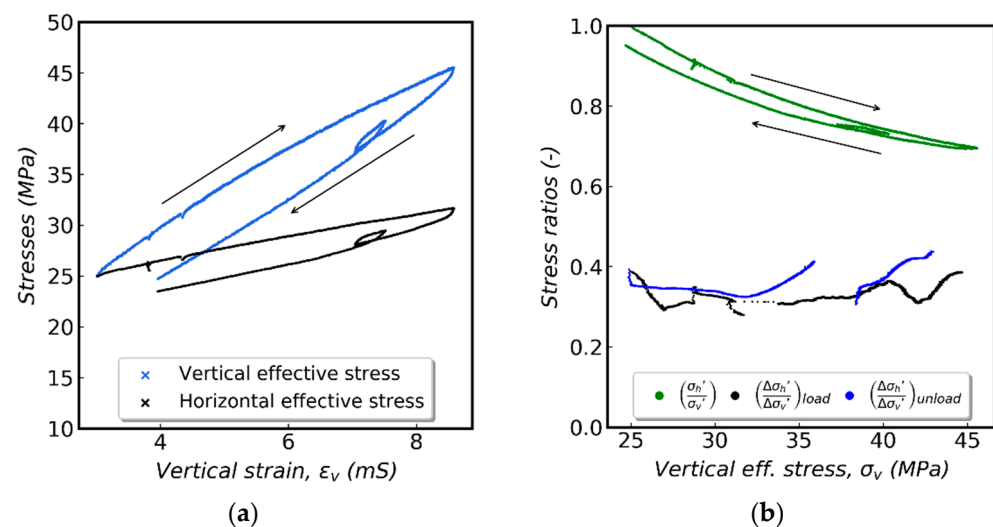 50
45
40
35
30
25
20
15
10
Stresses (MPa)
4
6
8
Vertical strain, εv (mS)
Vertical effective stress
Horizontal effective stress
(a)
1.0
0.8
0.6
0.4
0.2
0.0
Stress ratios (-)
25
30
35
40
45
Vertical eff. stress, σv (MPa)
(σh'/σv') (Δσh'/Δσv')load (Δσh'/Δσv')unload
(b)